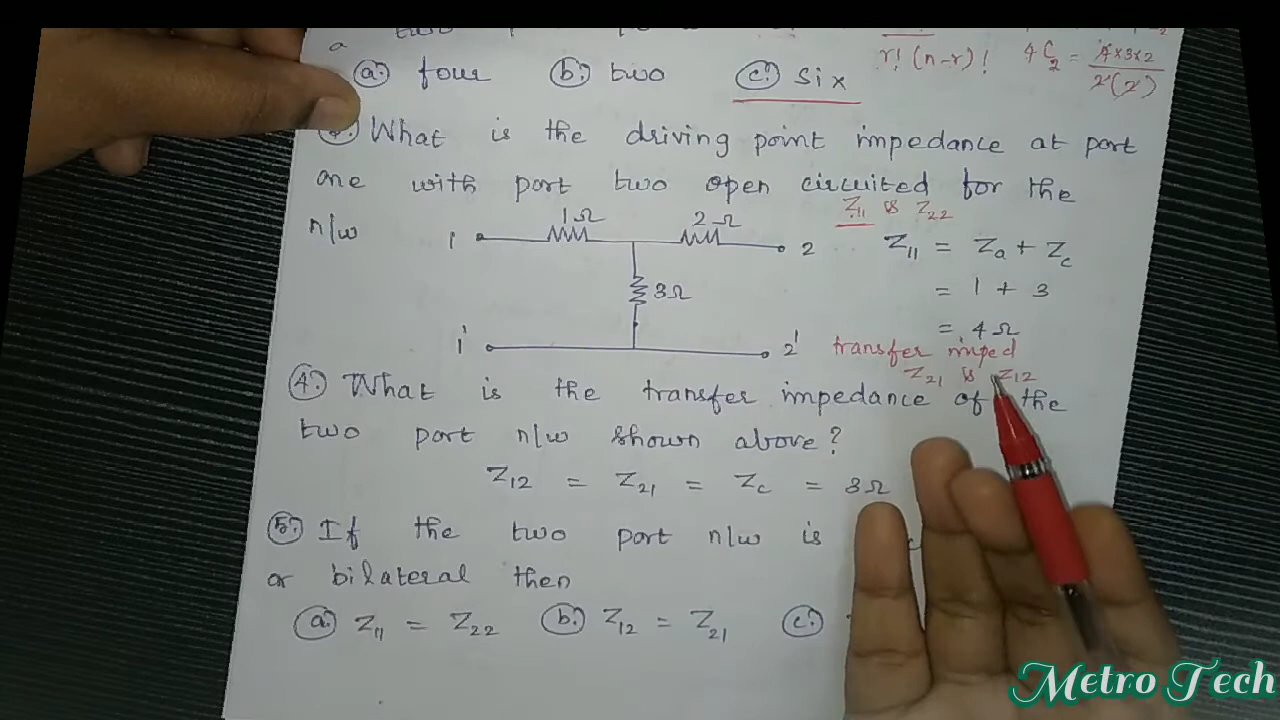 a
r! (n-r)! 4C2 = 4x3x2 / 2(2)
a. four b. two c. six
What is the driving point impedance at port
one with port two open circuited for the
Z11 & Z22
n/w
1Ω 2Ω
1 2
Z11 = Za + Zc
3Ω
= 1 + 3
= 4Ω
1' 2'
transfer imped
Z21 & Z12
4. What is the transfer impedance of the
two port n/w shown above?
Z12 = Z21 = Zc = 3Ω
5. If the two port n/w is
or bilateral then
a. Z11 = Z22 b. Z12 = Z21 c.
Metro Tech